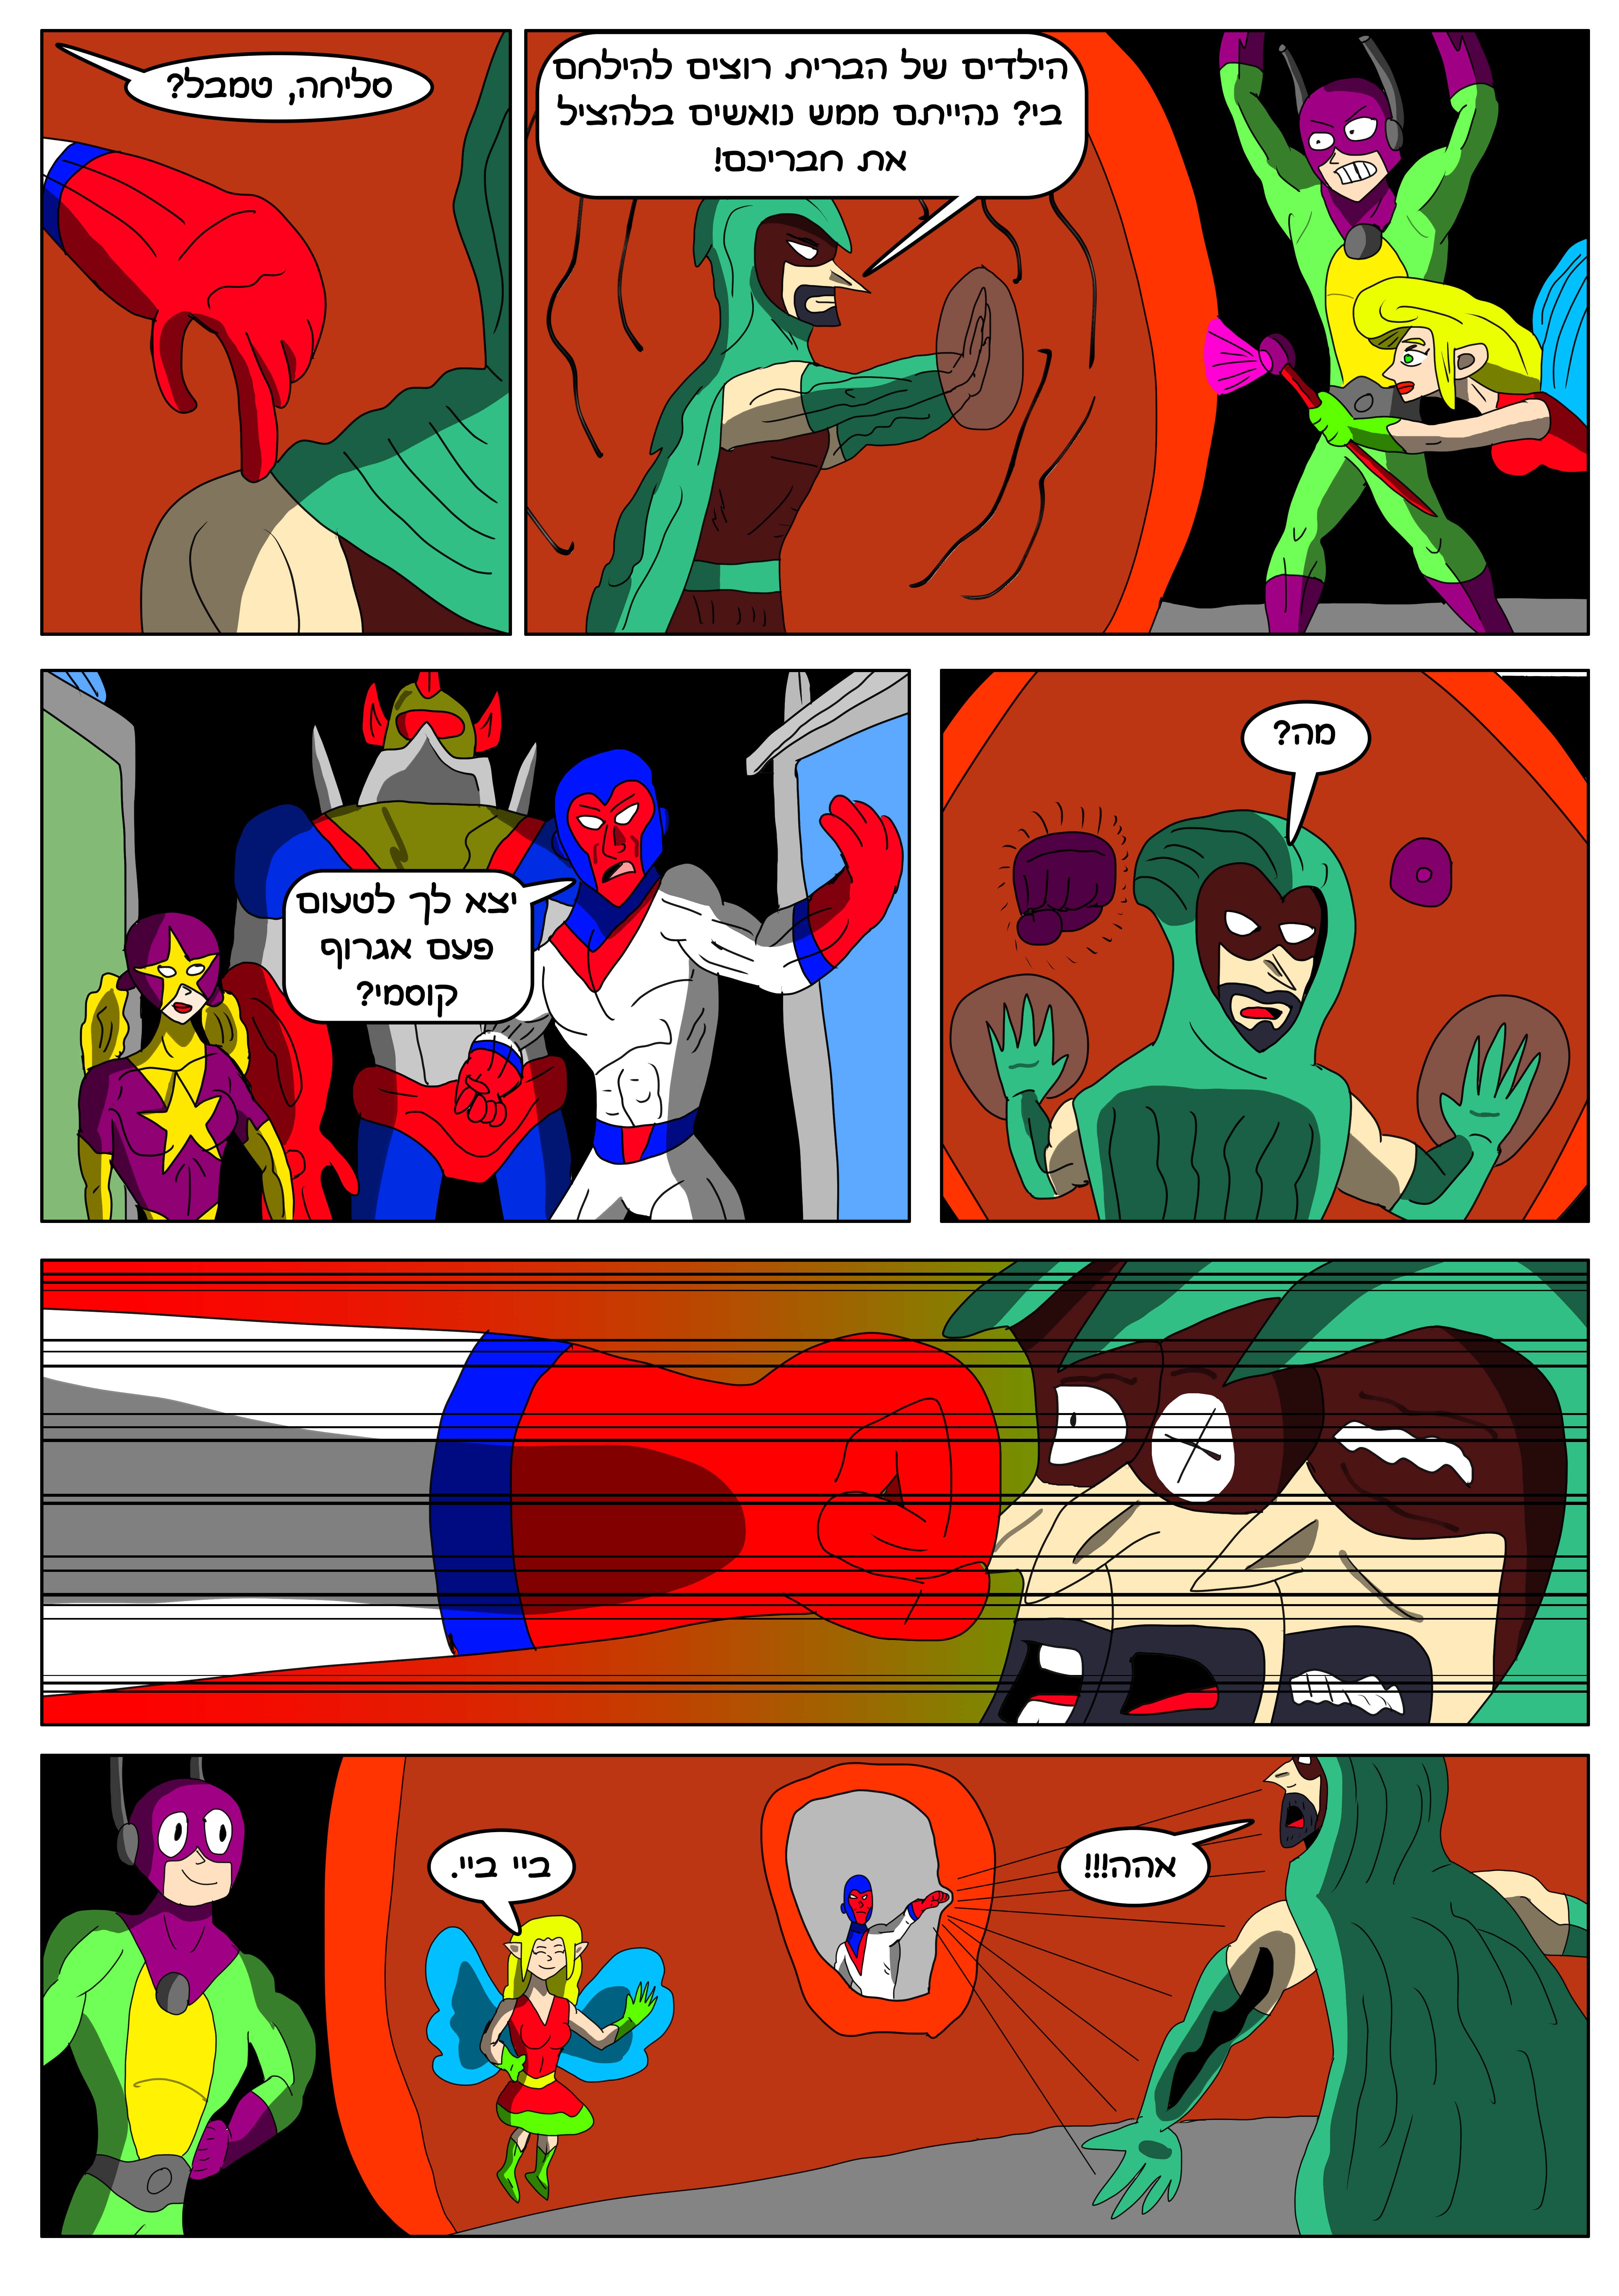 הילדים של הברית רוצים להילחם
בי? נהייתם ממש נואשים בלהציל
את חבריכם!
סליחה, טמבל?
מה?
יצא לך לטעום
פעם אגרוף
קוסמי?
אהה!!!
ביי ביי.